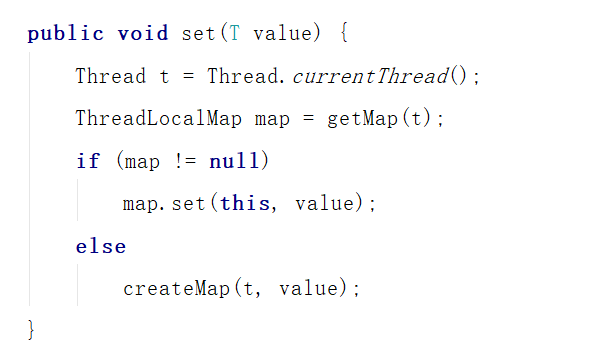 public void set(T value) {
Thread t = Thread.currentThread();
ThreadLocalMap map = getMap(t);
if (map != null)
map.set(this, value);
else
createMap(t, value);
}